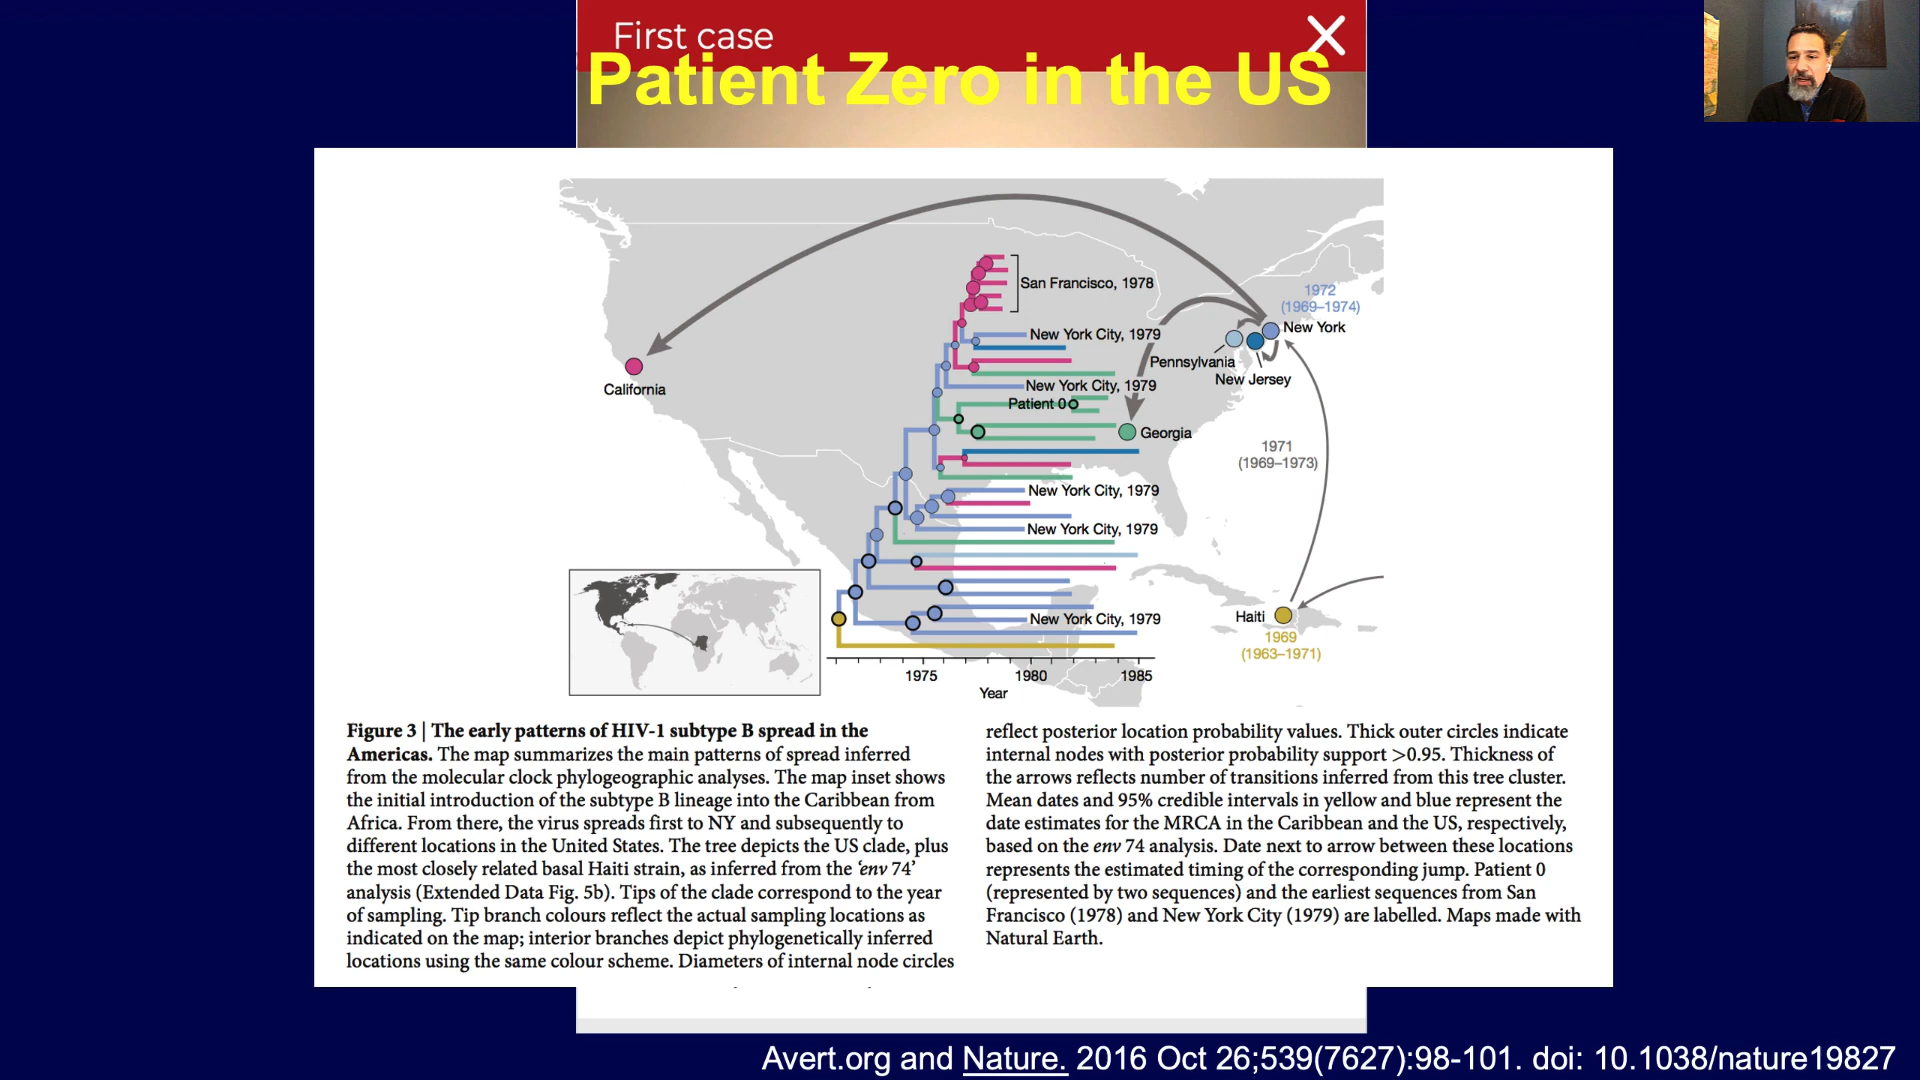 First case
Patient Zero in the US
San Francisco, 1978
1972
(1969–1974)
New York City, 1979
New York
Pennsylvania
New Jersey
California
New York City, 1979
Patient 0
Georgia
1971
(1969–1973)
New York City, 1979
New York City, 1979
New York City, 1979
Haiti
1969
(1963–1971)
1975
1980
1985
Year
Figure 3 | The early patterns of HIV-1 subtype B spread in the
Americas. The map summarizes the main patterns of spread inferred
from the molecular clock phylogeographic analyses. The map inset shows
the initial introduction of the subtype B lineage into the Caribbean from
Africa. From there, the virus spreads first to NY and subsequently to
different locations in the United States. The tree depicts the US clade, plus
the most closely related basal Haiti strain, as inferred from the ‘env 74’
analysis (Extended Data Fig. 5b). Tips of the clade correspond to the year
of sampling. Tip branch colours reflect the actual sampling locations as
indicated on the map; interior branches depict phylogenetically inferred
locations using the same colour scheme. Diameters of internal node circles
reflect posterior location probability values. Thick outer circles indicate
internal nodes with posterior probability support >0.95. Thickness of
the arrows reflects number of transitions inferred from this tree cluster.
Mean dates and 95% credible intervals in yellow and blue represent the
date estimates for the MRCA in the Caribbean and the US, respectively,
based on the env 74 analysis. Date next to arrow between these locations
represents the estimated timing of the corresponding jump. Patient 0
(represented by two sequences) and the earliest sequences from San
Francisco (1978) and New York City (1979) are labelled. Maps made with
Natural Earth.
Avert.org and Nature. 2016 Oct 26;539(7627):98-101. doi: 10.1038/nature19827